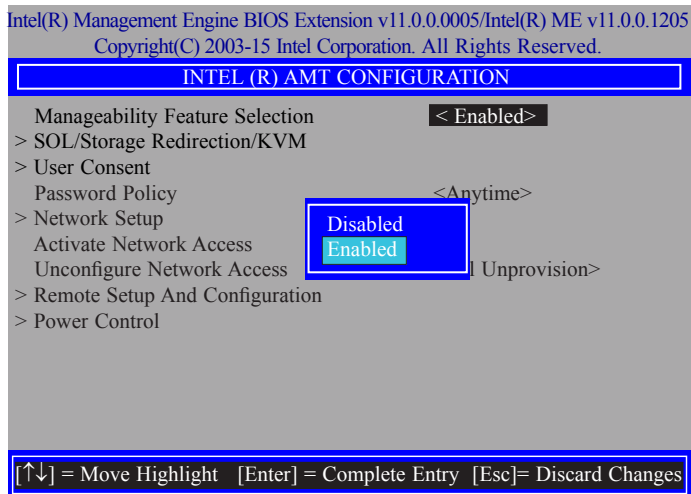 Intel(R) Management Engine BIOS Extension v11.0.0.0005/Intel(R) ME v11.0.0.1205
Copyright(C) 2003-15 Intel Corporation. All Rights Reserved.
INTEL (R) AMT CONFIGURATION
Manageability Feature Selection < Enabled>
> SOL/Storage Redirection/KVM
> User Consent
Password Policy <Anytime>
> Network Setup
Disabled
Activate Network Access
Enabled
Unconfigure Network Access l Unprovision>
> Remote Setup And Configuration
> Power Control
[↑↓] = Move Highlight [Enter] = Complete Entry [Esc]= Discard Changes